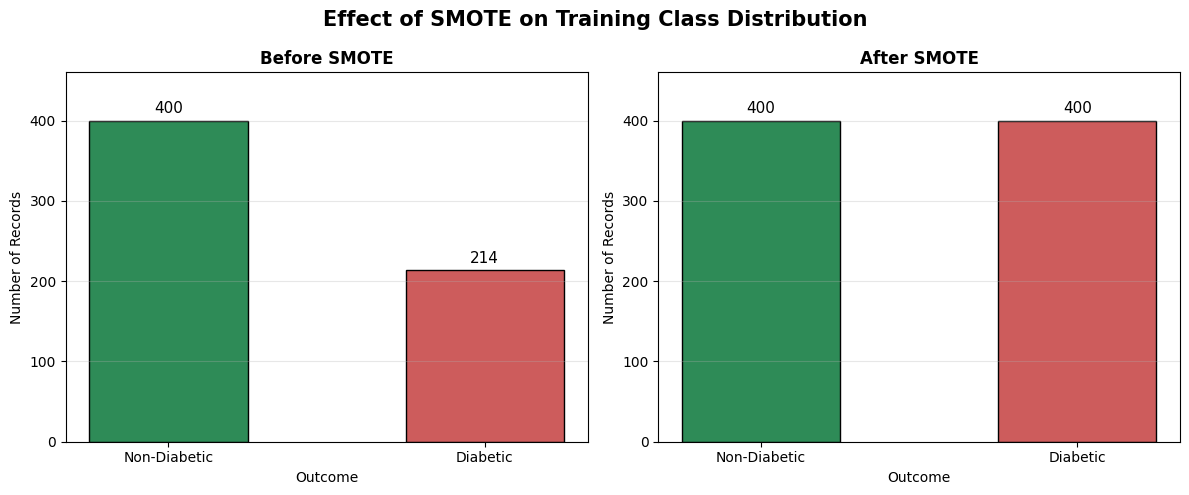 Effect of SMOTE on Training Class Distribution
Before SMOTE
400
214
400
300
200
100
0
Number of Records
Non-Diabetic
Diabetic
Outcome
After SMOTE
400
400
400
300
200
100
0
Number of Records
Non-Diabetic
Diabetic
Outcome